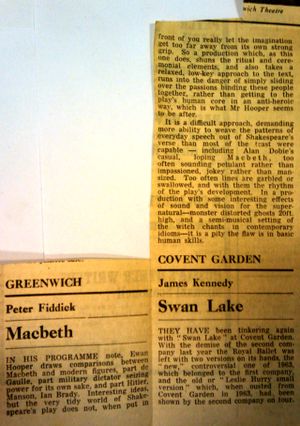 wich Theatre
GREENWICH
Peter Fiddick
Macbeth
IN HIS PROGRAMME note, Ewan
Hooper draws comparisons between
Macbeth and modern figures, part de
Gaulle, part military dictator seizing
power for its own sake, and part Hitler,
Manson, Ian Brady. Interesting ideas,
but the very tidy world of Shake-
speare's play does not, when put in
front of you really let the imagination
get too far away from its own strong
grip. So a production which, as this
one does, shuns the ritual and cere-
monial elements, and also takes a
relaxed, low-key approach to the text,
runs into the danger of simply sliding
over the passions binding these people
together, rather than getting to the
play's human core in an anti-heroic
way, which is what Mr Hooper seems
to be after.
It is a difficult approach, demanding
more ability to weave the patterns of
everyday speech out of Shakespeare's
verse than most of the cast were
capable — including Alan Dobie's
casual, loping Macbeth, too
often sounding petulant rather than
impassioned, jokey rather than man-
sized. Too often lines are garbled or
swallowed, and with them the rhythm
of the play's development. In a pro-
duction with some interesting effects
of sound and vision for the super-
natural—monster distorted ghosts 20ft.
high, and a semi-musical setting of
the witch chants in contemporary
idioms—it is a pity the flaw is in basic
human skills.
COVENT GARDEN
James Kennedy
Swan Lake
THEY HAVE been tinkering again
with "Swan Lake" at Covent Garden.
With the demise of the second com-
pany last year the Royal Ballet was
left with two versions on its hands, the
"new," controversial one of 1963,
which belonged to the first company,
and the old or "Leslie Hurry small
version" which, when ousted from
Covent Garden in 1963, had been
shown by the second company on tour.